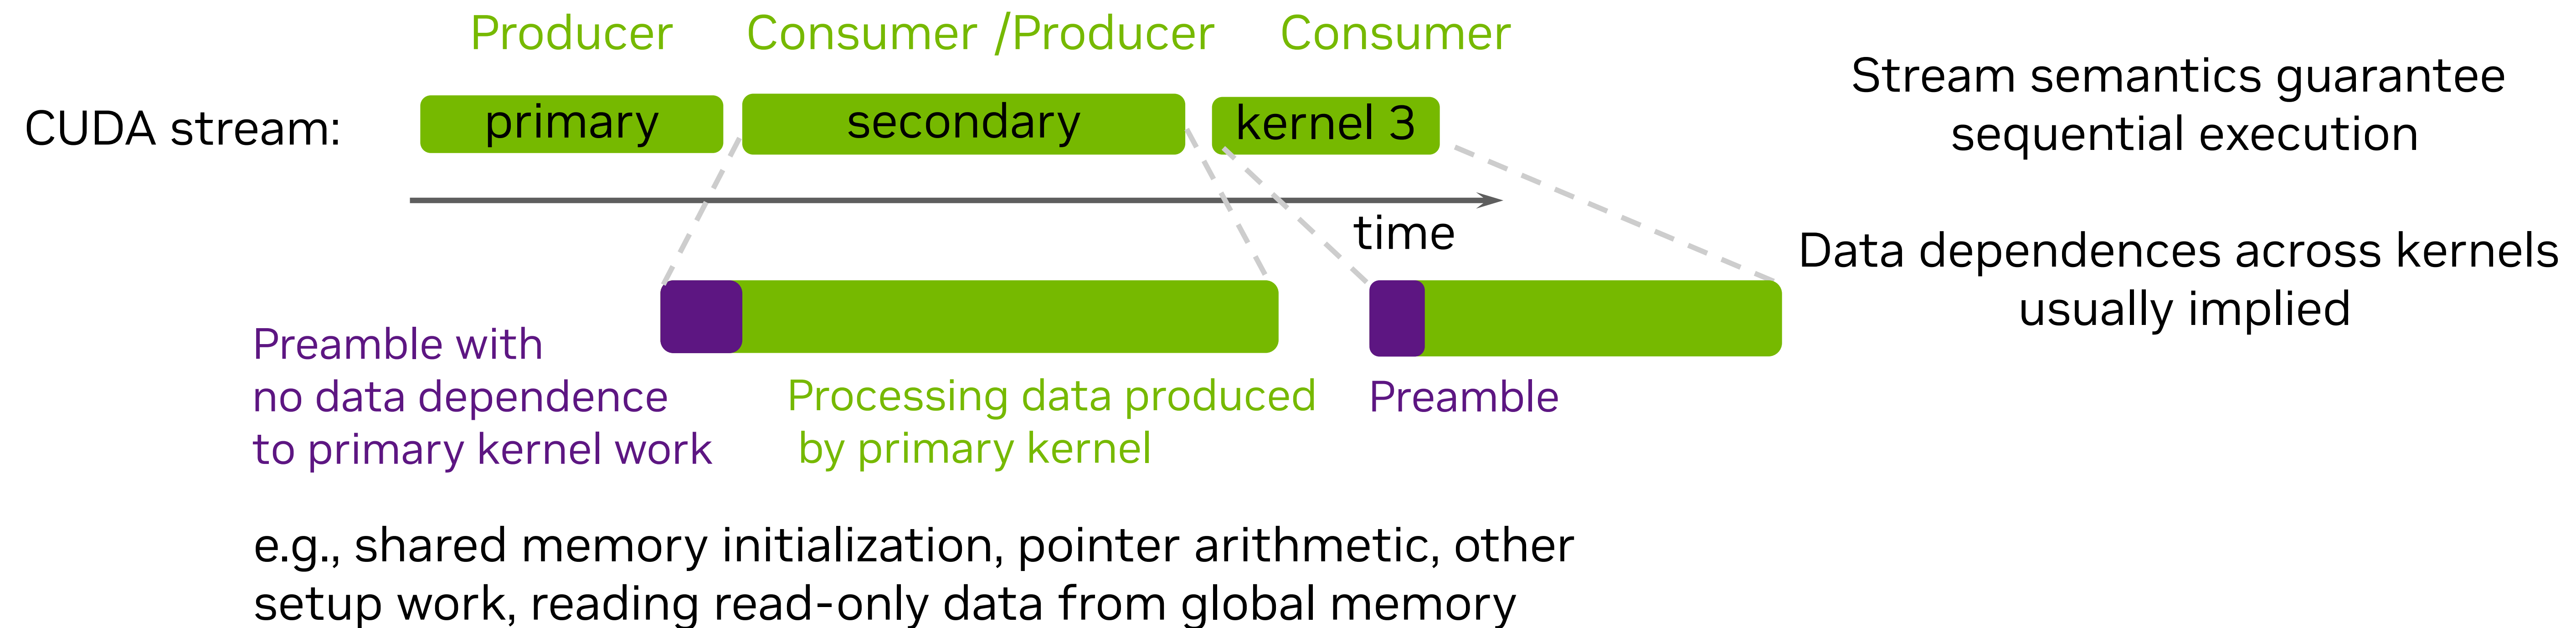 Producer
Consumer /Producer
Consumer
CUDA stream:
primary
secondary
kernel 3
Stream semantics guarantee
sequential execution
time
Data dependences across kernels
usually implied
Preamble with
no data dependence
to primary kernel work
Processing data produced
by primary kernel
Preamble
e.g., shared memory initialization, pointer arithmetic, other
setup work, reading read-only data from global memory